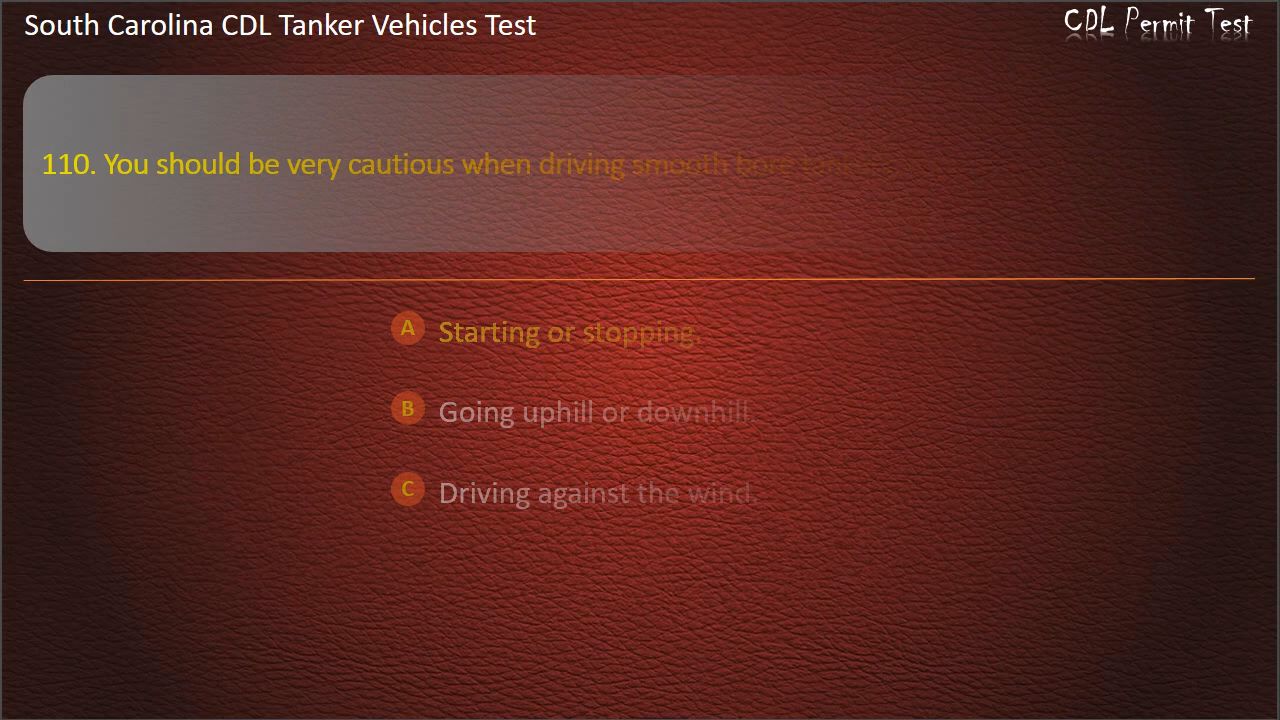 South Carolina CDL Tanker Vehicles Test
CDL Permit Test
110. You should be very cautious when driving smooth bore
A Starting or stopping.
B Going uphill or downhill.
C Driving against the wind.